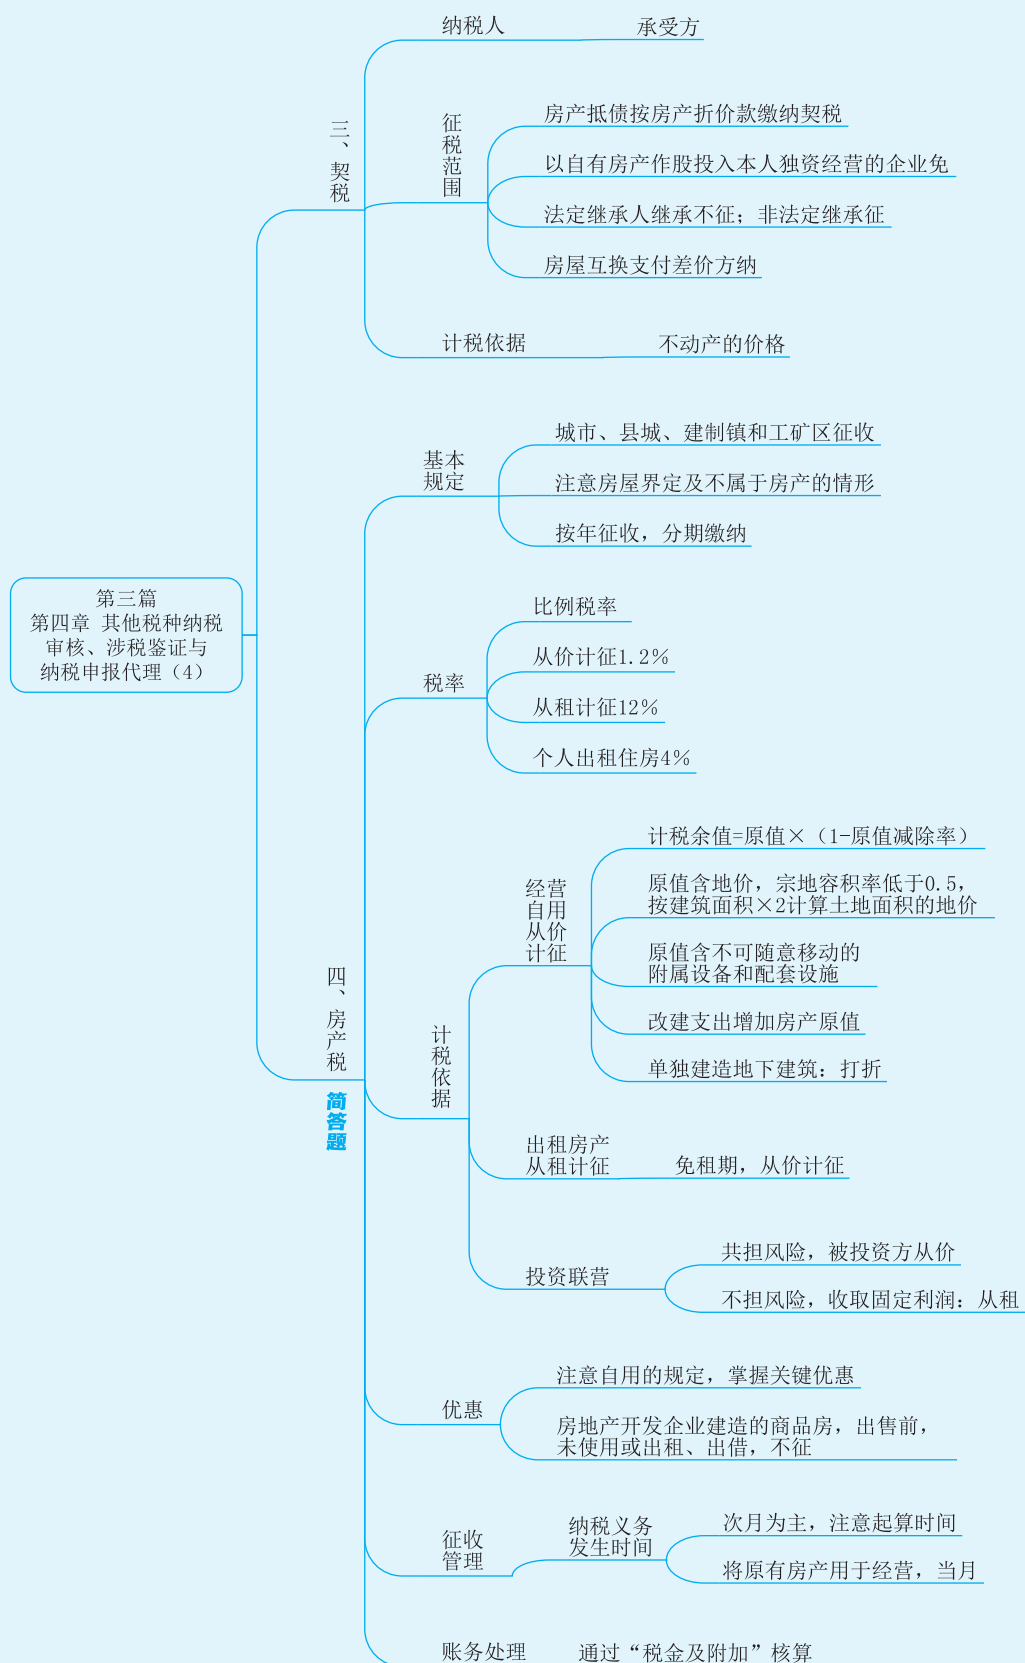 第三篇
第四章 其他税种纳税
审核、涉税鉴证与
纳税申报代理（4）
三、契税
纳税人
承受方
征税范围
房产抵债按房产折价款缴纳契税
以自有房产作股投入本人独资经营的企业免
法定继承人继承不征；非法定继承征
房屋互换支付差价方纳
计税依据
不动产的价格
四、房产税
简答题
基本
规定
城市、县城、建制镇和工矿区征收
注意房屋界定及不属于房产的情形
按年征收，分期缴纳
税率
比例税率
从价计征1.2%
从租计征12%
个人出租住房4%
计税依据
经营
自用
从价
计征
计税余值=原值×（1-原值减除率）
原值含地价，宗地容积率低于0.5，
按建筑面积×2计算土地面积的地价
原值含不可随意移动的
附属设备和配套设施
改建支出增加房产原值
单独建造地下建筑：打折
出租房产
从租计征
免租期，从价计征
投资联营
共担风险，被投资方从价
不担风险，收取固定利润：从租
优惠
注意自用的规定，掌握关键优惠
房地产开发企业建造的商品房，出售前，
未使用或出租、出借，不征
征收
管理
纳税义务
发生时间
次月为主，注意起算时间
将原有房产用于经营，当月
账务处理
通过“税金及附加”核算